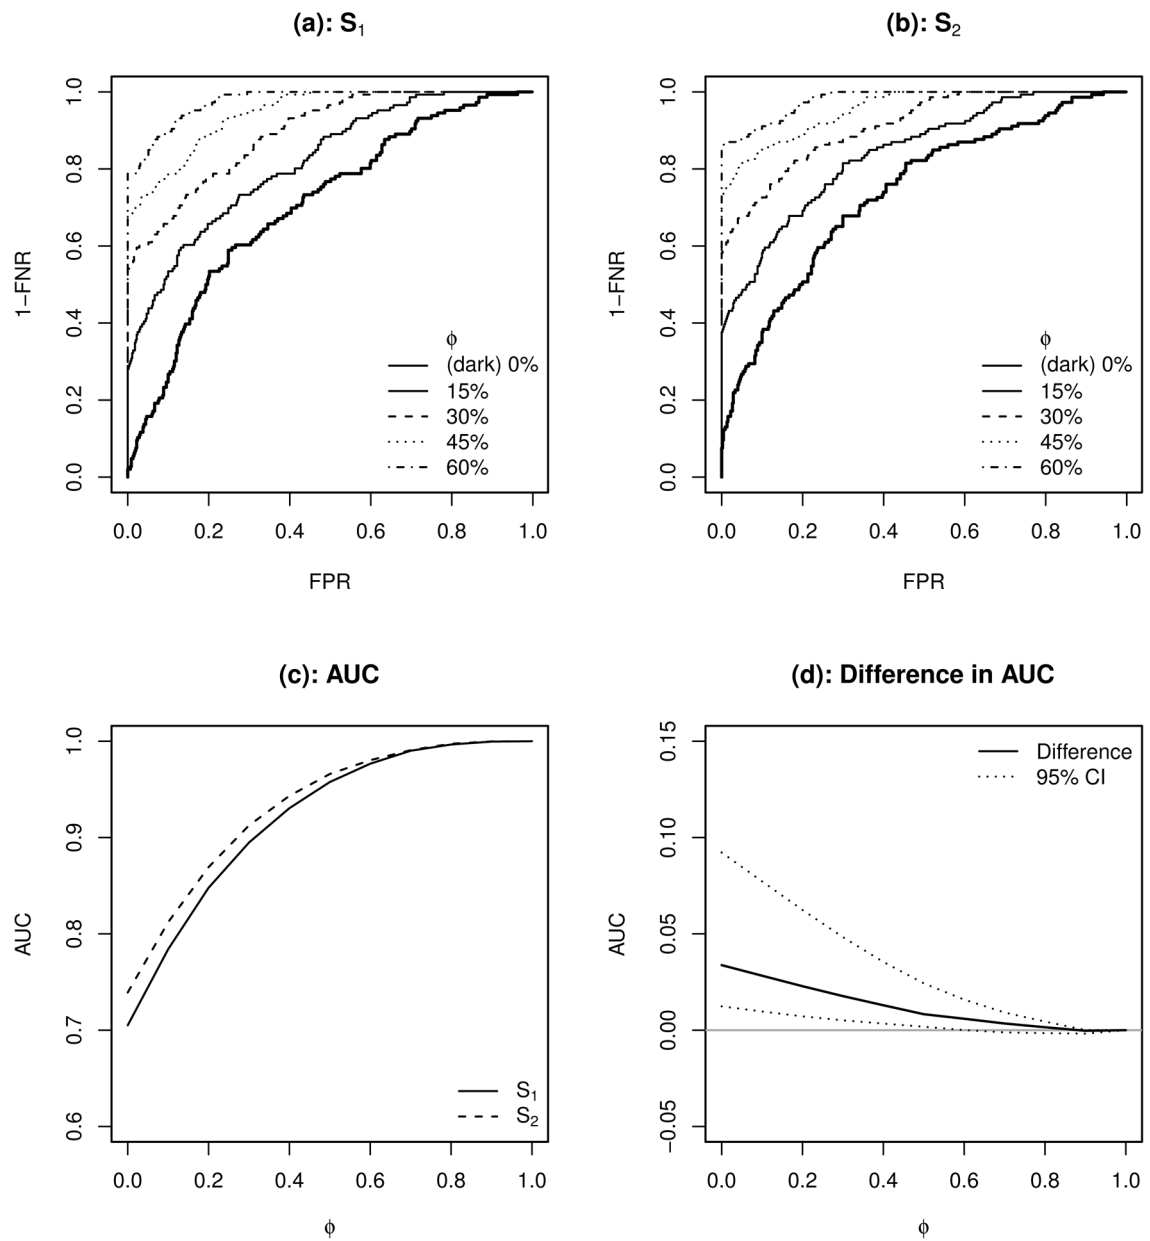 (a): S₁
1−FNR
1.0
0.8
0.6
0.4
0.2
0.0
ϕ
(dark) 0%
15%
30%
45%
60%
0.0 0.2 0.4 0.6 0.8 1.0
FPR
(b): S₂
1−FNR
1.0
0.8
0.6
0.4
0.2
0.0
ϕ
(dark) 0%
15%
30%
45%
60%
0.0 0.2 0.4 0.6 0.8 1.0
FPR
(c): AUC
AUC
1.0
0.9
0.8
0.7
0.6
S₁
S₂
0.0 0.2 0.4 0.6 0.8 1.0
ϕ
(d): Difference in AUC
AUC
0.15
0.10
0.05
0.00
−0.05
Difference
95% CI
0.0 0.2 0.4 0.6 0.8 1.0
ϕ